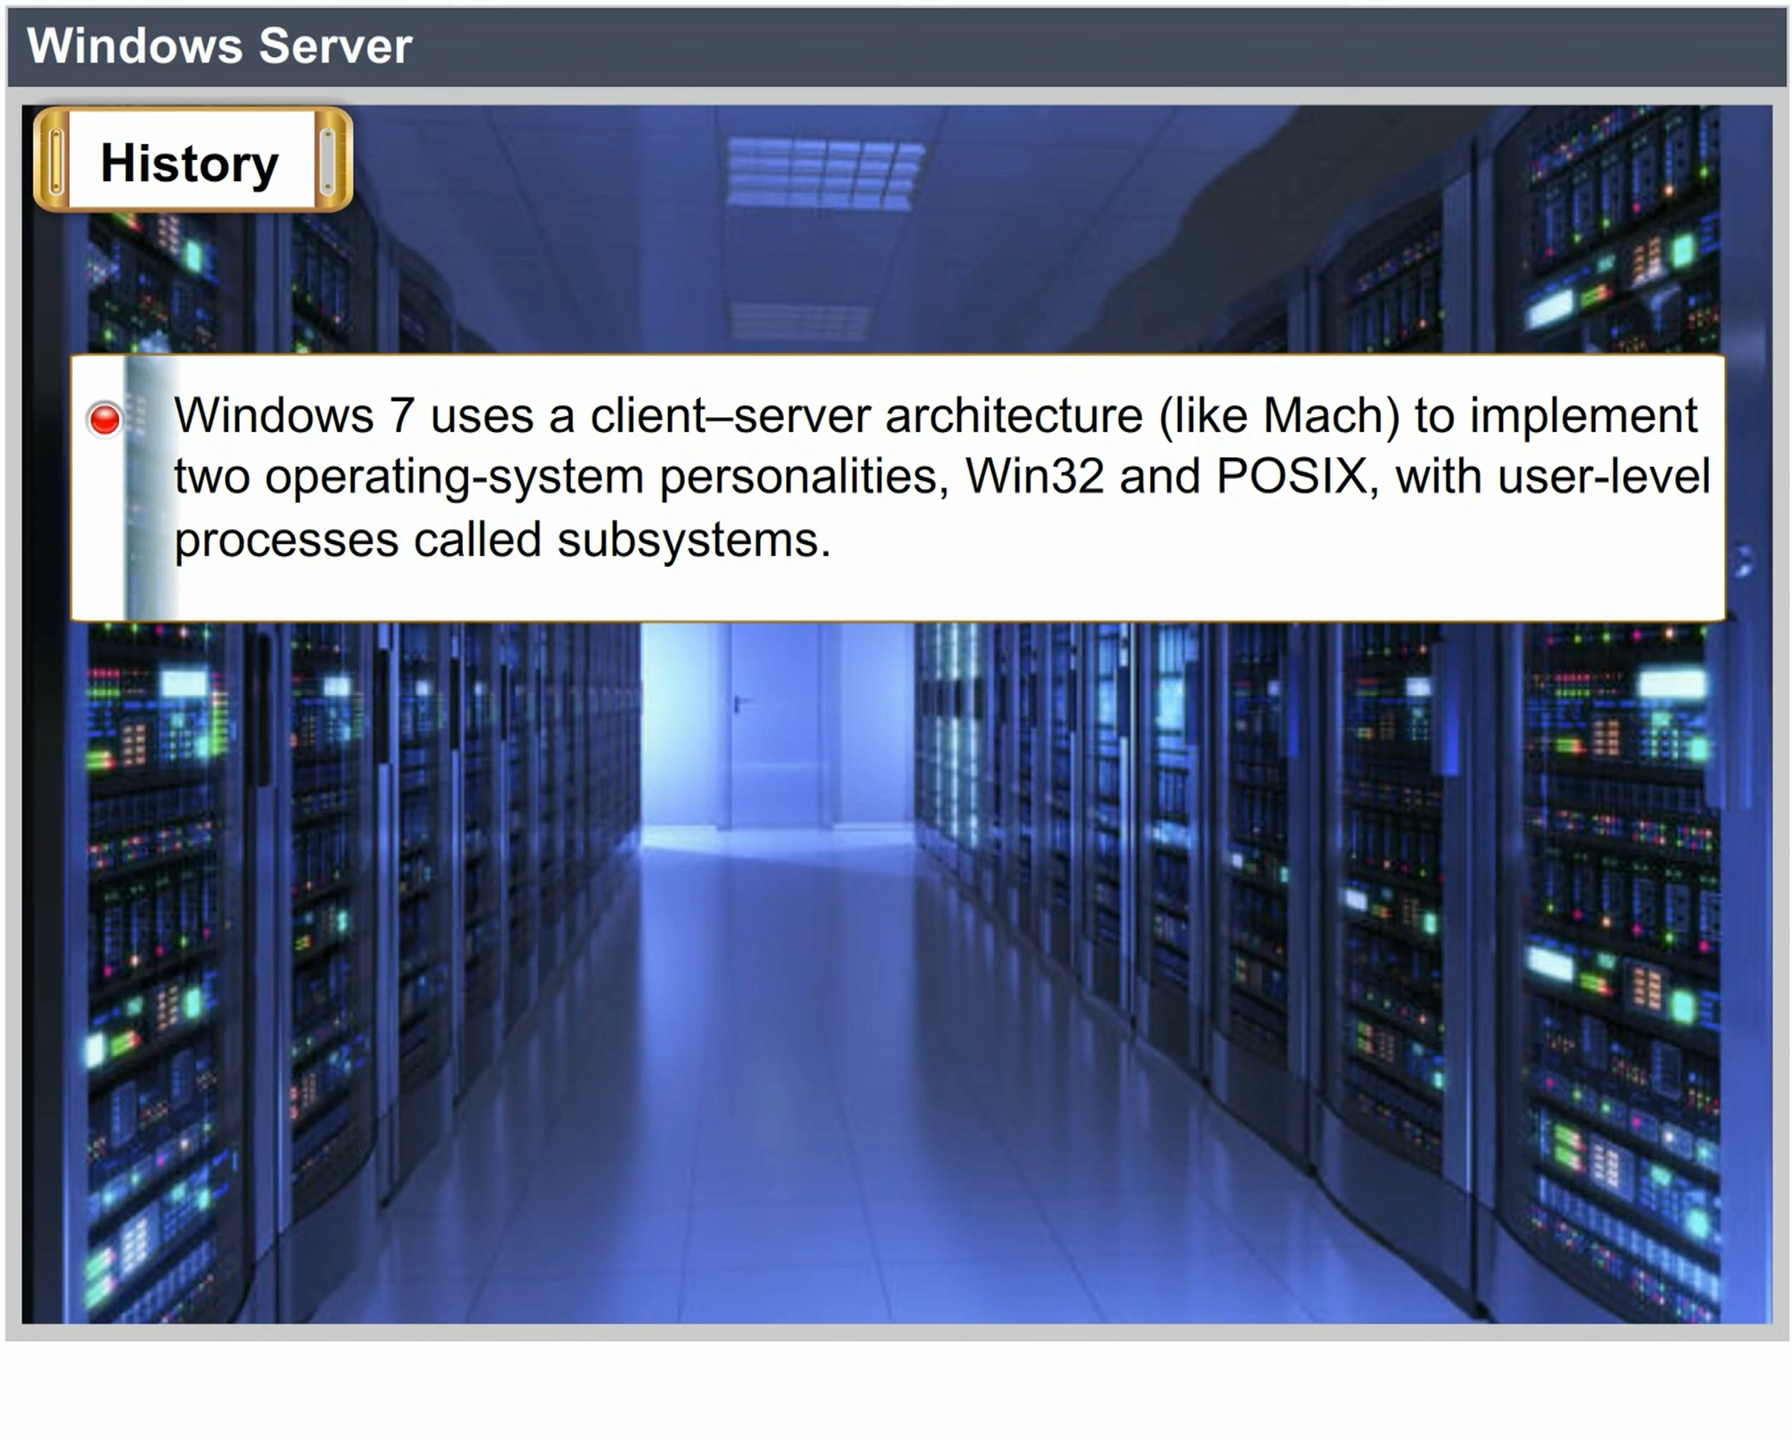 Windows Server
History
Windows 7 uses a client–server architecture (like Mach) to implement
two operating-system personalities, Win32 and POSIX, with user-level
processes called subsystems.